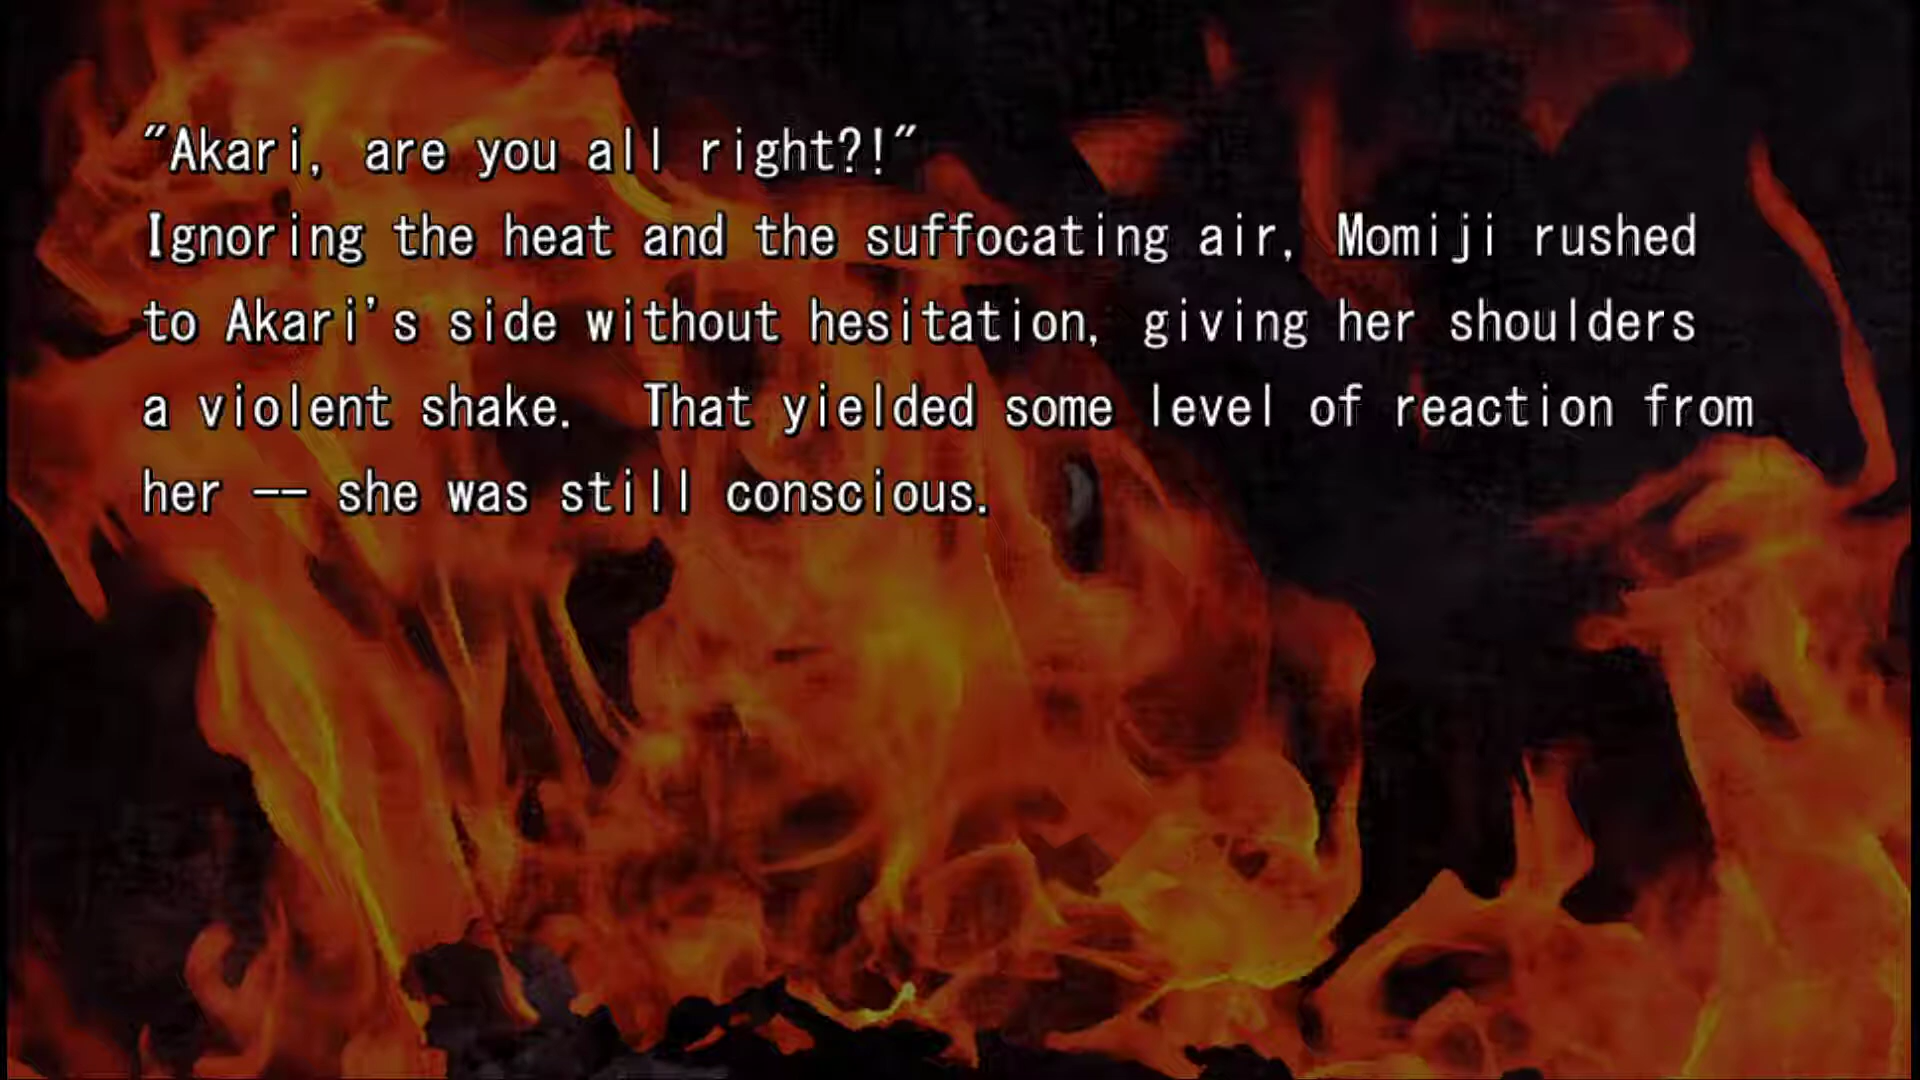 "Akari, are you all right?!"
Ignoring the heat and the suffocating air, Momiji rushed
to Akari's side without hesitation, giving her shoulders
a violent shake.  That yielded some level of reaction from
her -- she was still conscious.